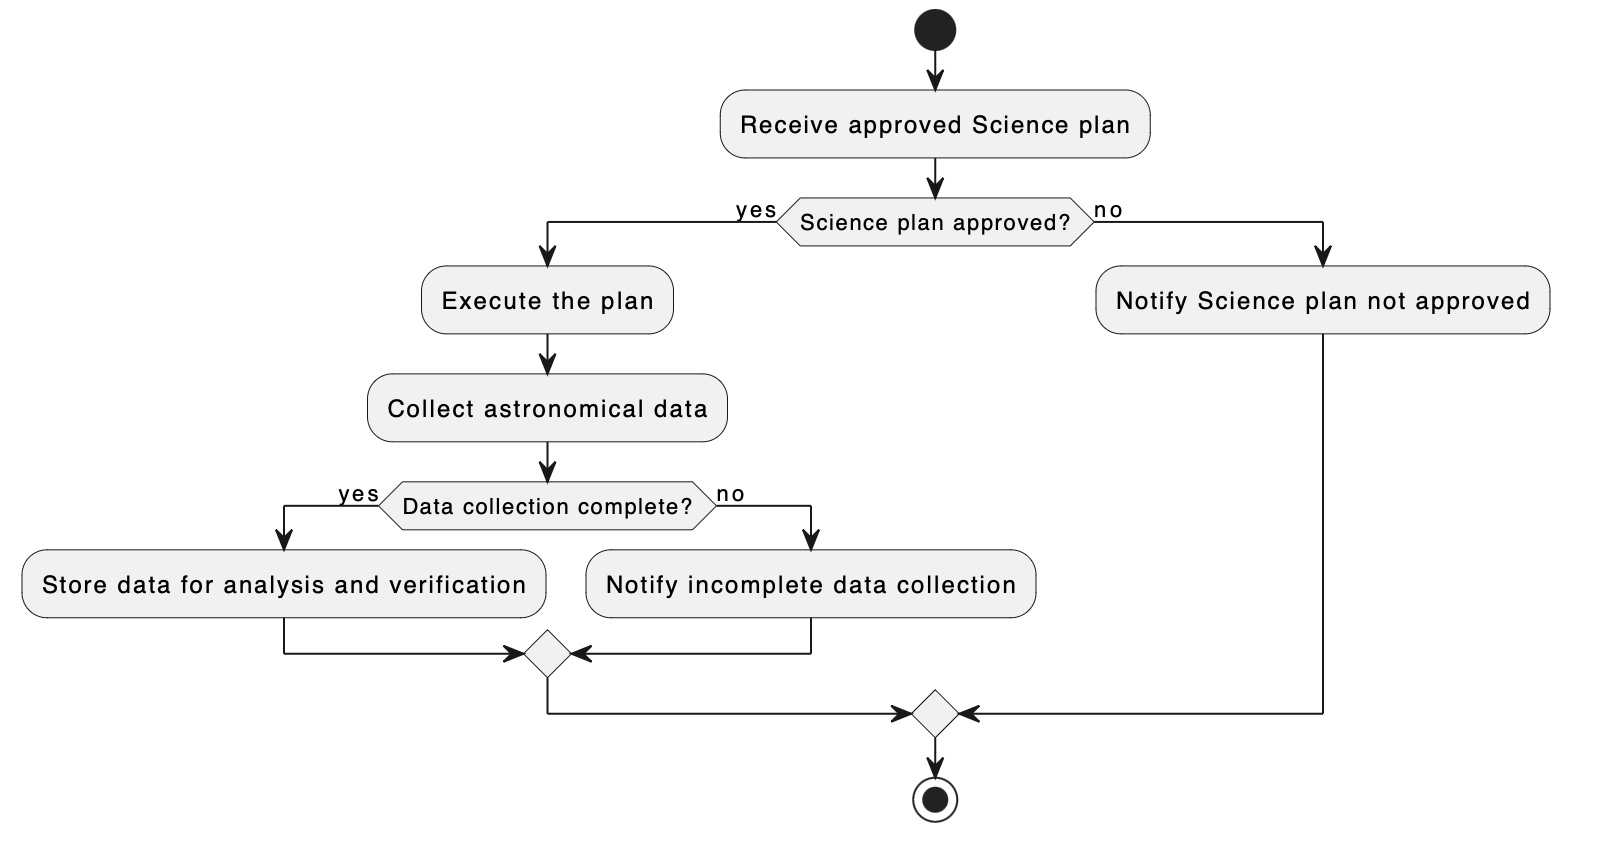 Receive approved Science plan
yes
Science plan approved?
no
Execute the plan
Notify Science plan not approved
Collect astronomical data
yes
Data collection complete?
no
Store data for analysis and verification
Notify incomplete data collection